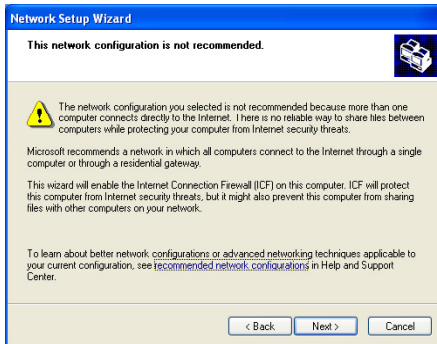 Network Setup Wizard
This network configuration is not recommended.
The network configuration you selected is not recommended because more than one
computer connects directly to the Internet. There is no reliable way to share files between
computers while protecting your computer from Internet security threats.
Microsoft recommends a network in which all computers connect to the Internet through a single
computer or through a residential gateway.
This wizard will enable the Internet Connection Firewall (ICF) on this computer. ICF will protect
this computer from Internet security threats, but it might also prevent this computer from sharing
files with other computers on your network.
To learn about better network configurations or advanced networking techniques applicable to
your current configuration, see recommended network configurations in Help and Support
Center.
< Back
Next >
Cancel